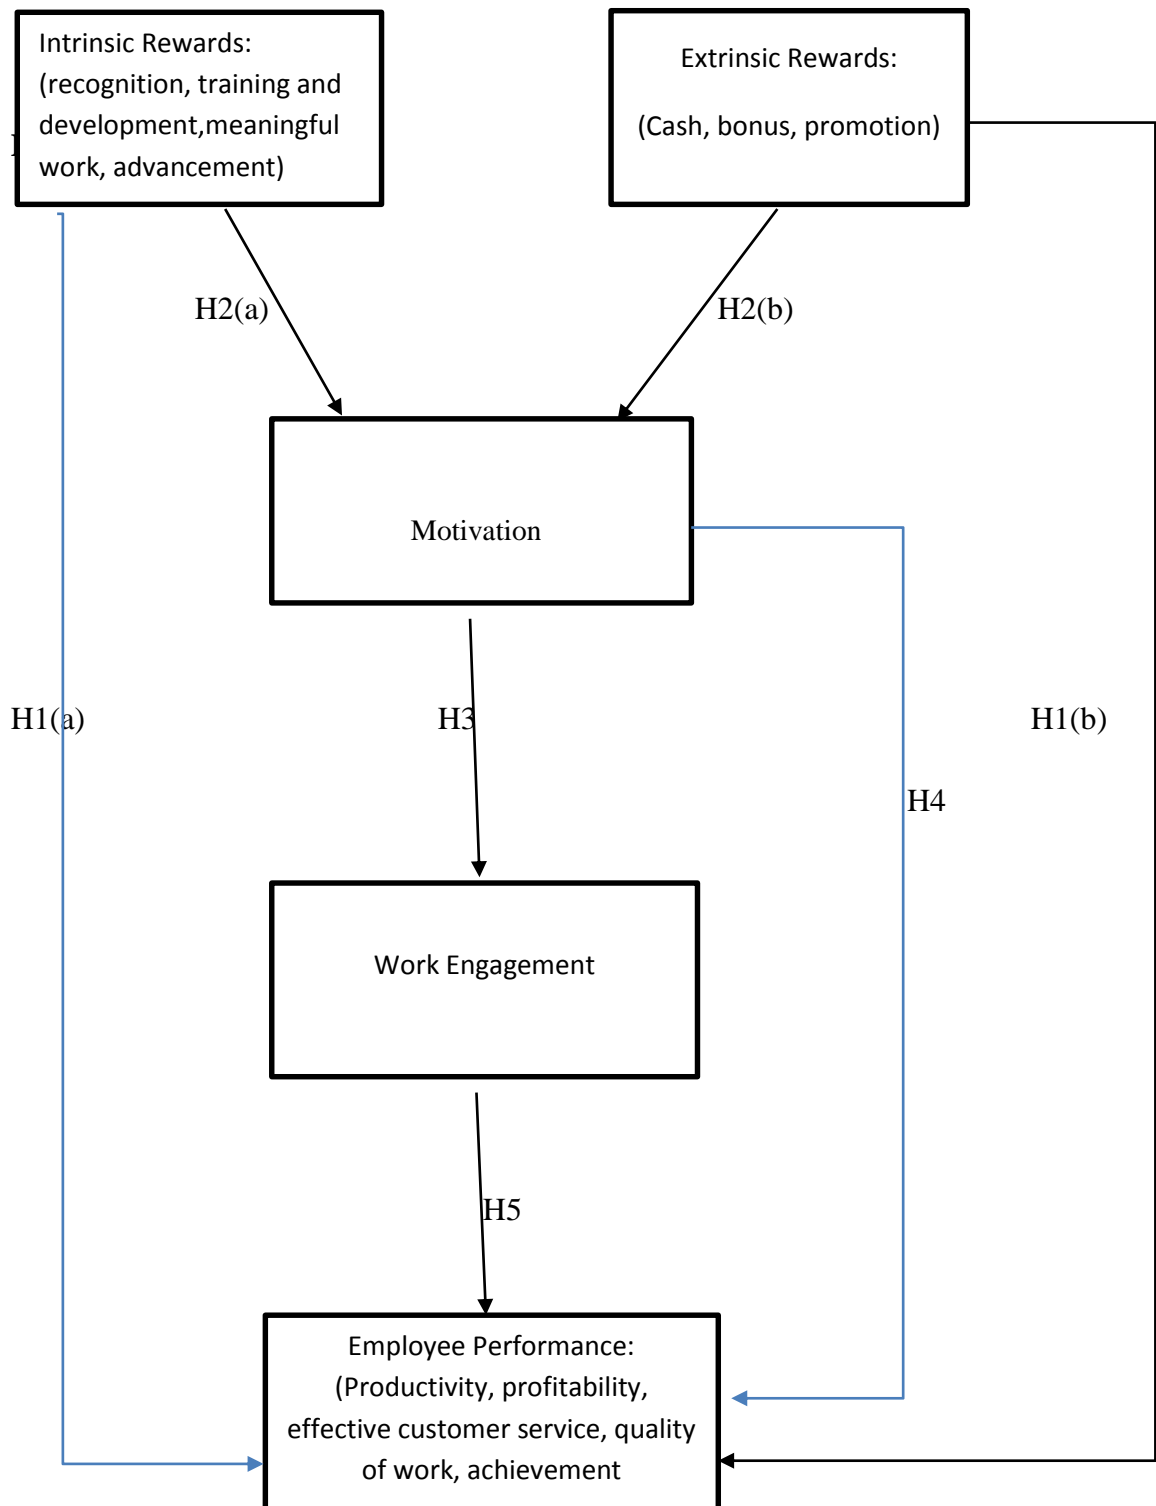 Intrinsic Rewards:
(recognition, training and
development,meaningful
work, advancement)
Extrinsic Rewards:
(Cash, bonus, promotion)
H2(a)
H2(b)
Motivation
H1(a)
H3
H1(b)
H4
Work Engagement
H5
Employee Performance:
(Productivity, profitability,
effective customer service, quality
of work, achievement